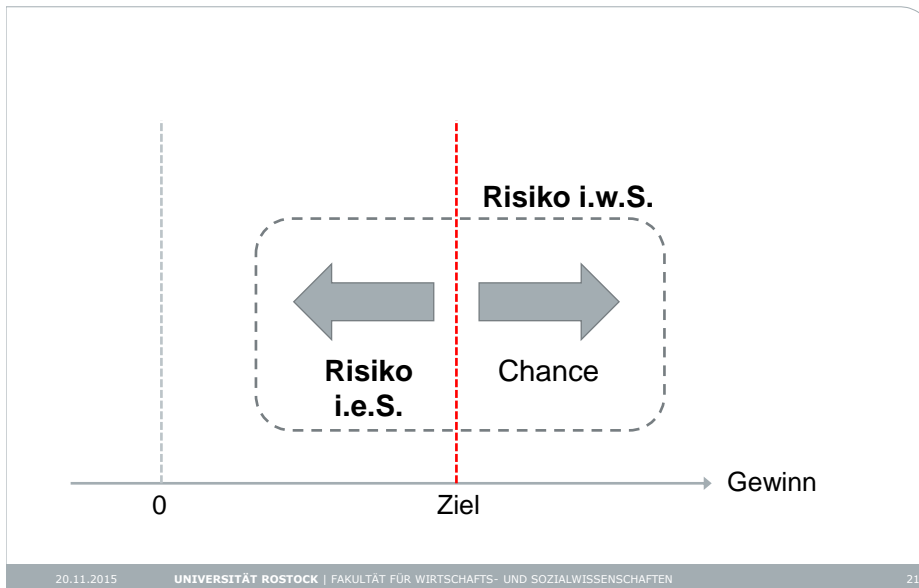 Risiko i.w.S.
Risiko
i.e.S.
Chance
Gewinn
0
Ziel
20.11.2015
UNIVERSITÄT ROSTOCK | FAKULTÄT FÜR WIRTSCHAFTS- UND SOZIALWISSENSCHAFTEN
21